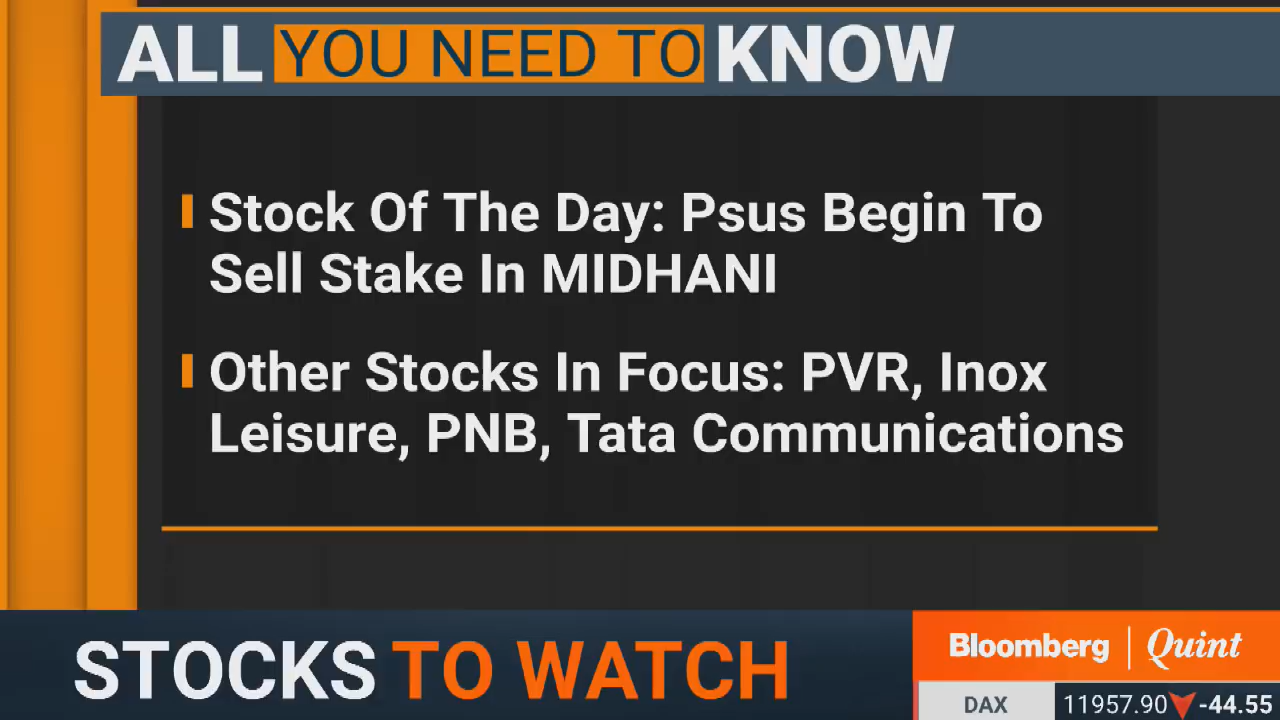 ALL YOU NEED TO KNOW
Stock Of The Day: Psus Begin To
Sell Stake In MIDHANI
Other Stocks In Focus: PVR, Inox
Leisure, PNB, Tata Communications
STOCKS TO WATCH
Bloomberg | Quint
DAX 11957.90 -44.55